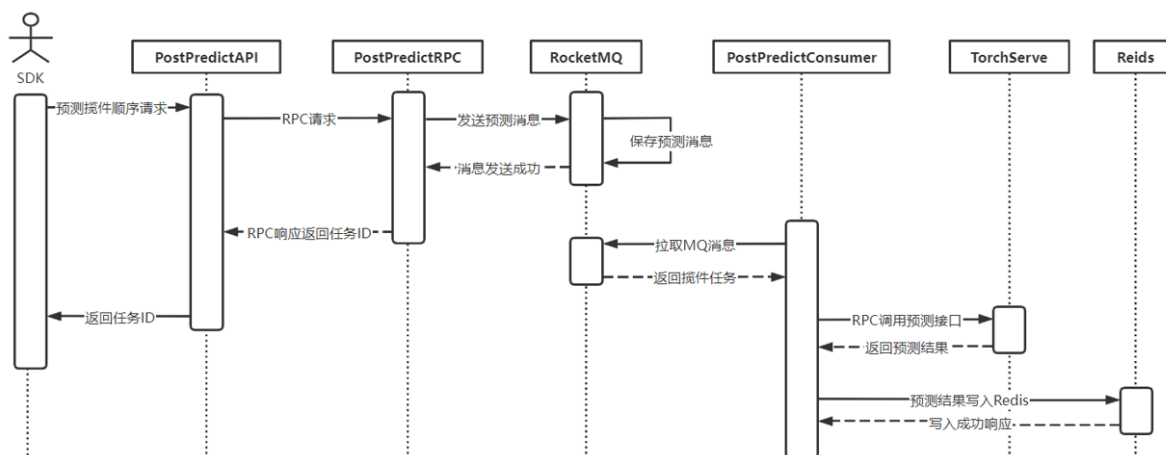 SDK
PostPredictAPI
PostPredictRPC
RocketMQ
PostPredictConsumer
TorchServe
Reids
预测揽件顺序请求
RPC请求
发送预测消息
保存预测消息
消息发送成功
RPC响应返回任务ID
拉取MQ消息
返回揽件任务
返回任务ID
RPC调用预测接口
返回预测结果
预测结果写入Redis
写入成功响应